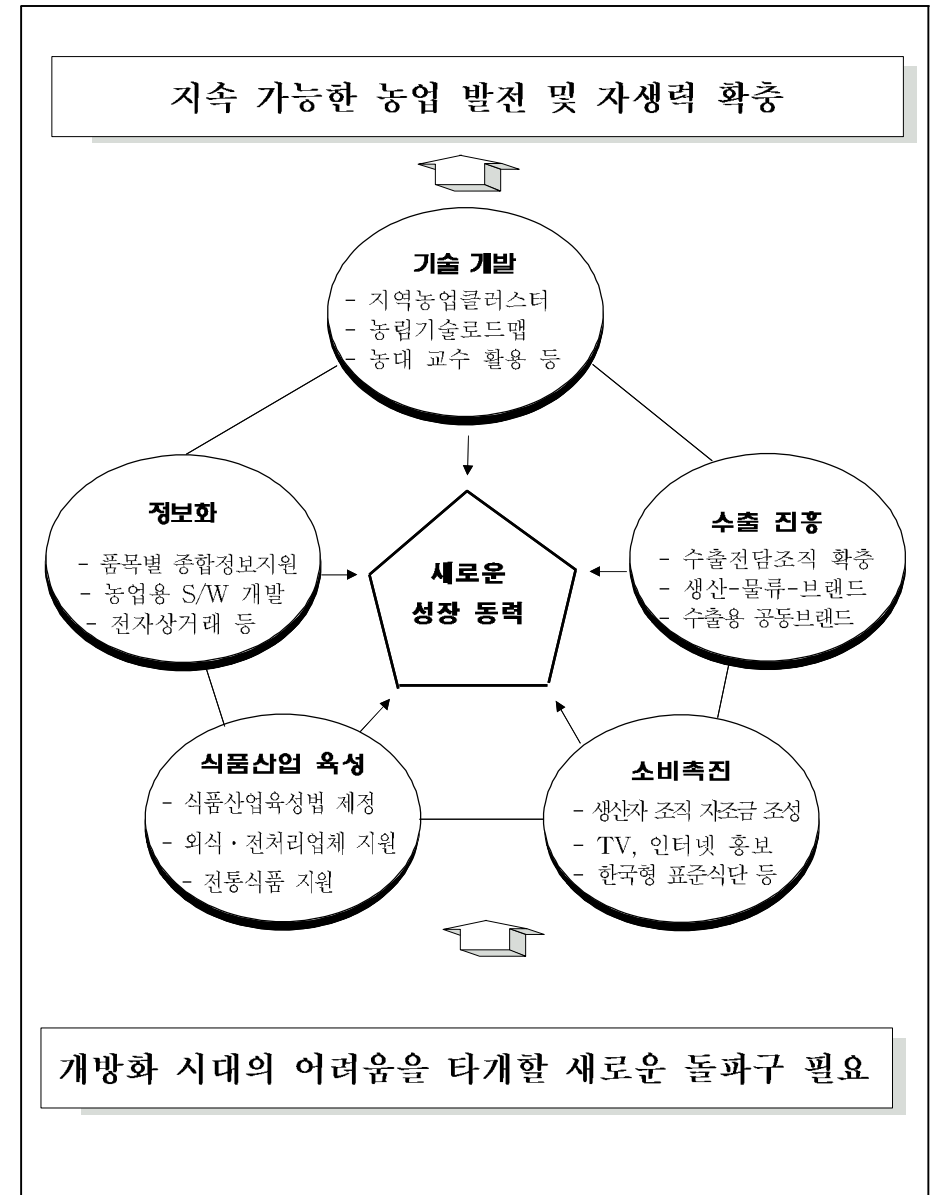 지속 가능한 농업 발전 및 자생력 확충
기술 개발
- 지역농업클러스터
- 농림기술로드맵
- 농대 교수 활용 등
정보화
- 품목별 종합정보지원
- 농업용 S/W 개발
- 전자상거래 등
새로운
성장 동력
수출 진흥
- 수출전담조직 확충
- 생산-물류-브랜드
- 수출용 공동브랜드
식품산업 육성
- 식품산업육성법 제정
- 외식·전처리업체 지원
- 전통식품 지원
소비촉진
- 생산자 조직 자조금 조성
- TV, 인터넷 홍보
- 한국형 표준식단 등
개방화 시대의 어려움을 타개할 새로운 돌파구 필요